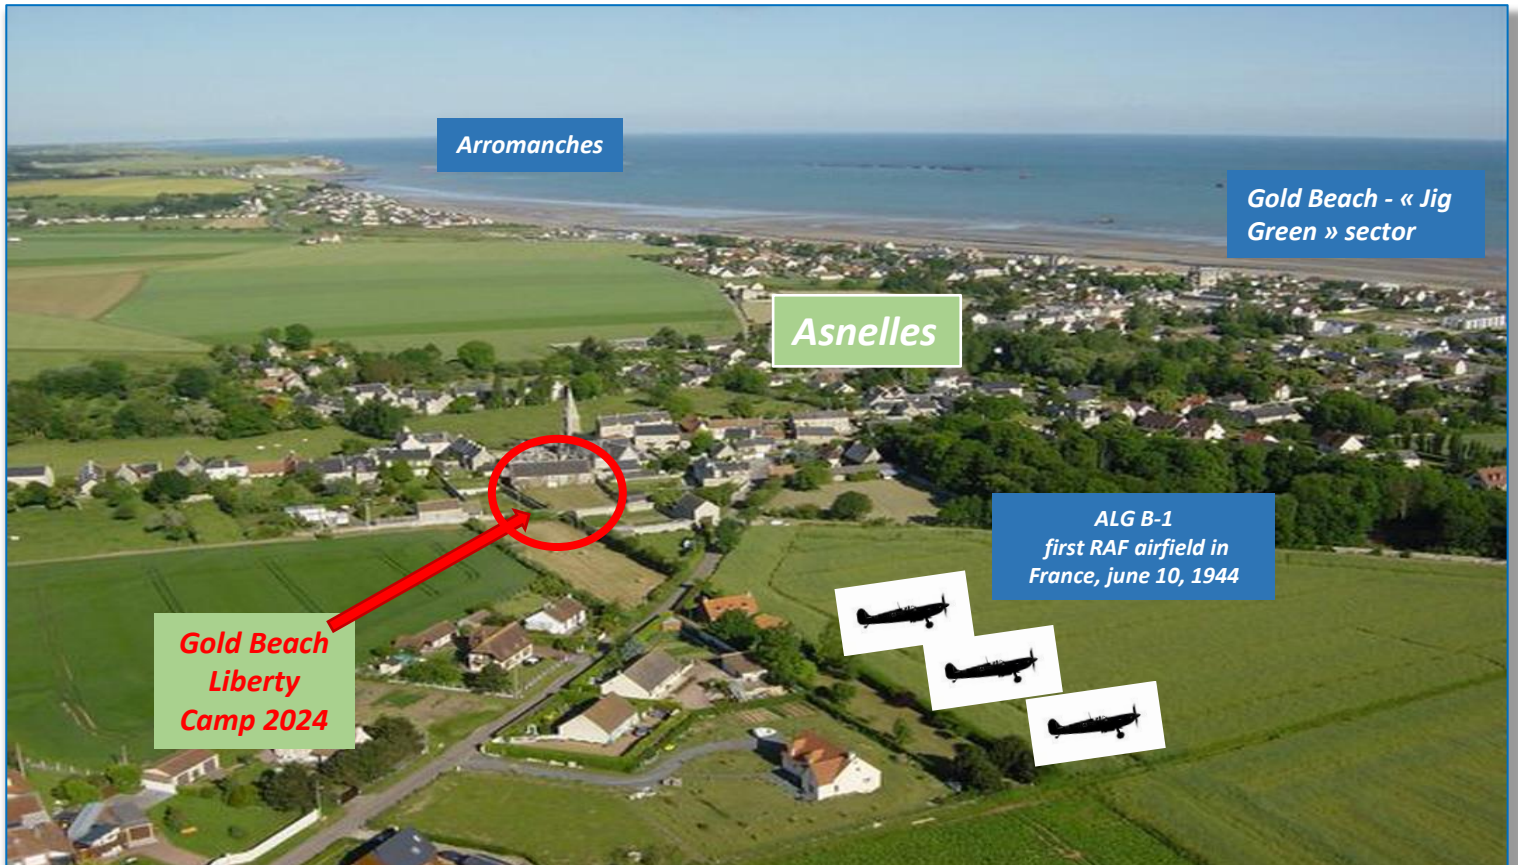 Arromanches
Gold Beach - « Jig
Green » sector
Asnelles
ALG B-1
first RAF airfield in
France, june 10, 1944
Gold Beach
Liberty
Camp 2024